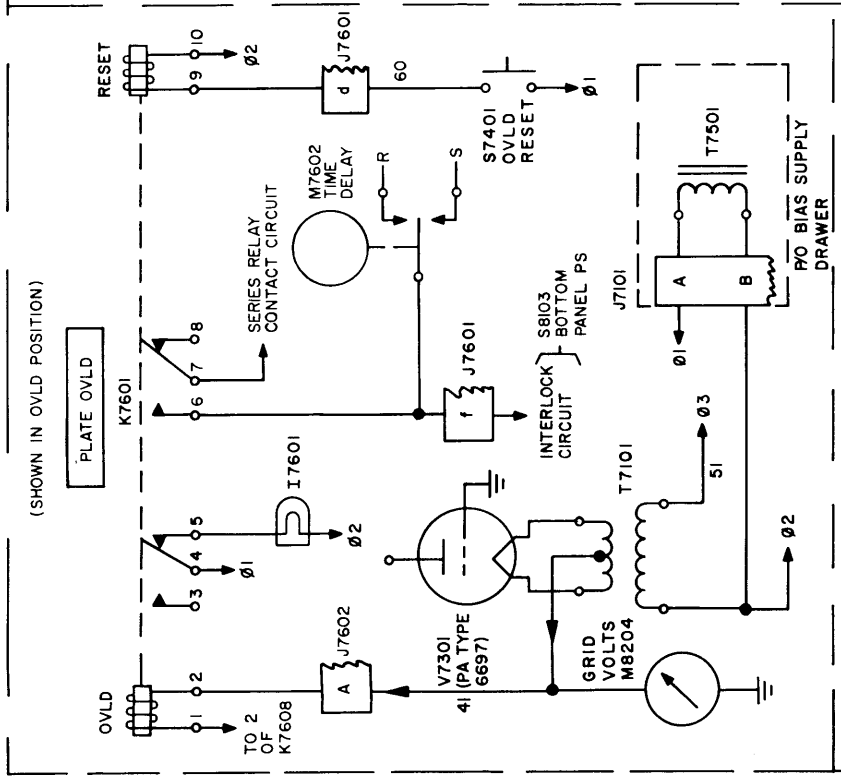 (SHOWN IN OVLD POSITION)
PLATE OVLD
K7601
OVLD
RESET
1
2
3
4
5
6
7
8
9
10
TO 2
OF
K7608
Ø1
Ø2
SERIES RELAY
CONTACT CIRCUIT
Ø2
I7601
Ø2
J7602
A
M7602
TIME
DELAY
R
S
J7601
d
60
S7401
OVLD
RESET
Ø1
J7601
f
INTERLOCK
CIRCUIT
S8103
BOTTOM
PANEL PS
V7301
41 (PA TYPE
6697)
GRID
VOLTS
M8204
T7101
51
Ø3
Ø2
Ø1
J7101
A
B
T7501
P/O BIAS SUPPLY
DRAWER